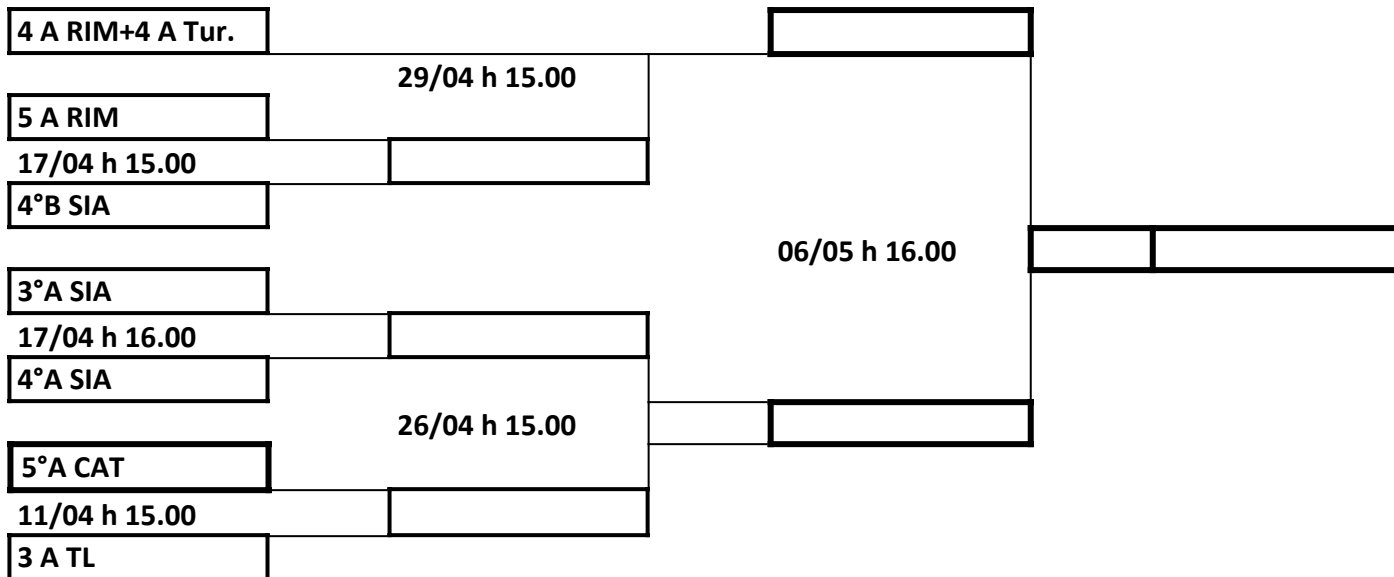 4 A RIM+4 A Tur.
29/04 h 15.00
5 A RIM
17/04 h 15.00
4°B SIA
06/05 h 16.00
3°A SIA
17/04 h 16.00
4°A SIA
26/04 h 15.00
5°A CAT
11/04 h 15.00
3 A TL